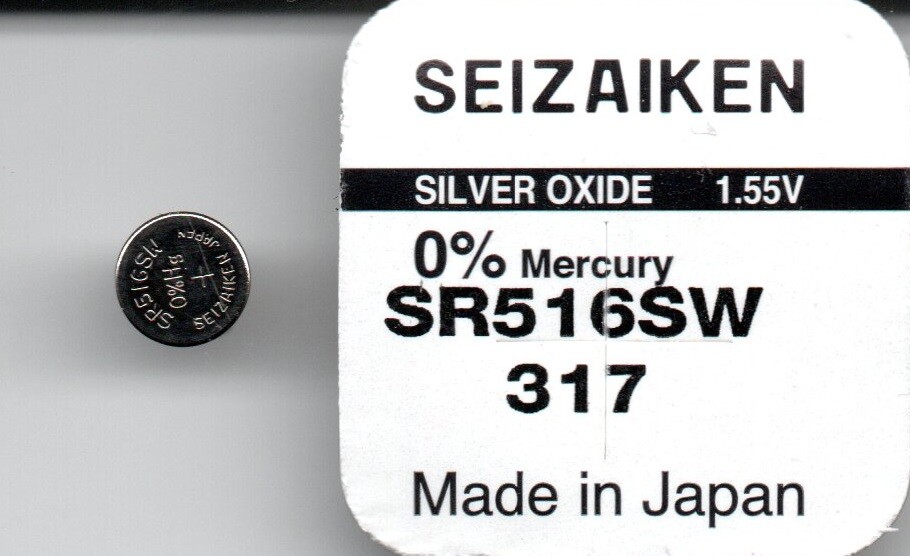 SEIZAIKEN
SILVER OXIDE 1.55V
0% Mercury
SR516SW
317
Made in Japan
SR516SW
0%Hg
+
SEIZAIKEN JAPAN